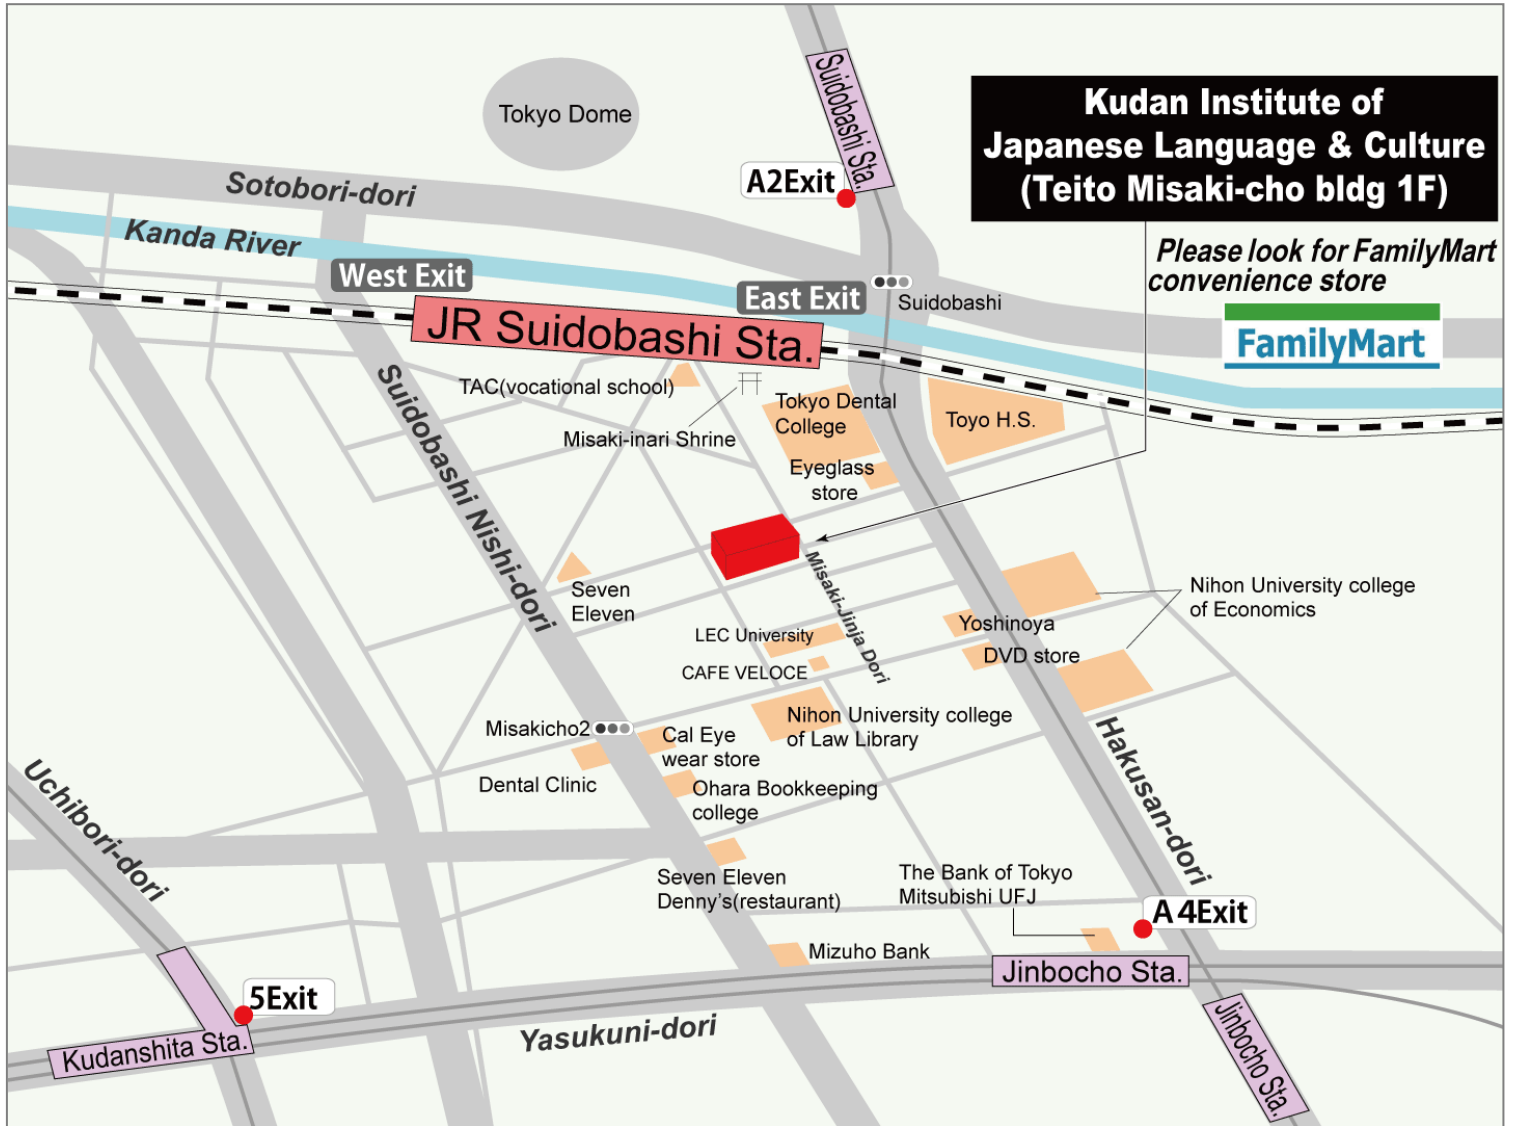 Tokyo Dome
Suidobashi Sta.
Kudan Institute of
Japanese Language & Culture
(Teito Misaki-cho bldg 1F)
A2Exit
Sotobori-dori
Kanda River
Please look for FamilyMart
convenience store
West Exit
East Exit
Suidobashi
JR Suidobashi Sta.
FamilyMart
TAC(vocational school)
Misaki-inari Shrine
Tokyo Dental
College
Toyo H.S.
Eyeglass
store
Suidobashi Nishi-dori
Misaki-Jinja Dori
Seven
Eleven
Nihon University college
of Economics
LEC University
Yoshinoya
CAFE VELOCE
DVD store
Misakicho2
Cal Eye
wear store
Nihon University college
of Law Library
Dental Clinic
Ohara Bookkeeping
college
Hakusan-dori
Uchibori-dori
Seven Eleven
Denny's(restaurant)
The Bank of Tokyo
Mitsubishi UFJ
A4Exit
Mizuho Bank
Jinbocho Sta.
5Exit
Kudanshita Sta.
Yasukuni-dori
Jinbocho Sta.